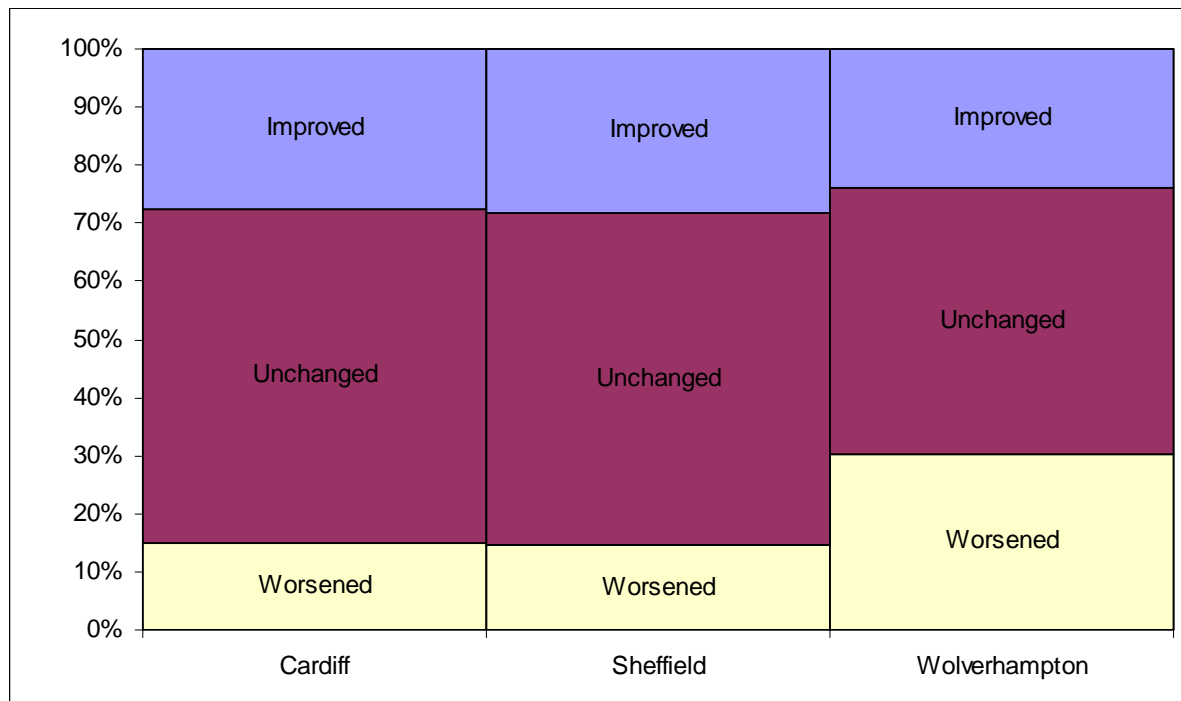 100%
90%
80%
70%
60%
50%
40%
30%
20%
10%
0%
Improved
Improved
Improved
Unchanged
Unchanged
Unchanged
Worsened
Worsened
Worsened
Cardiff
Sheffield
Wolverhampton